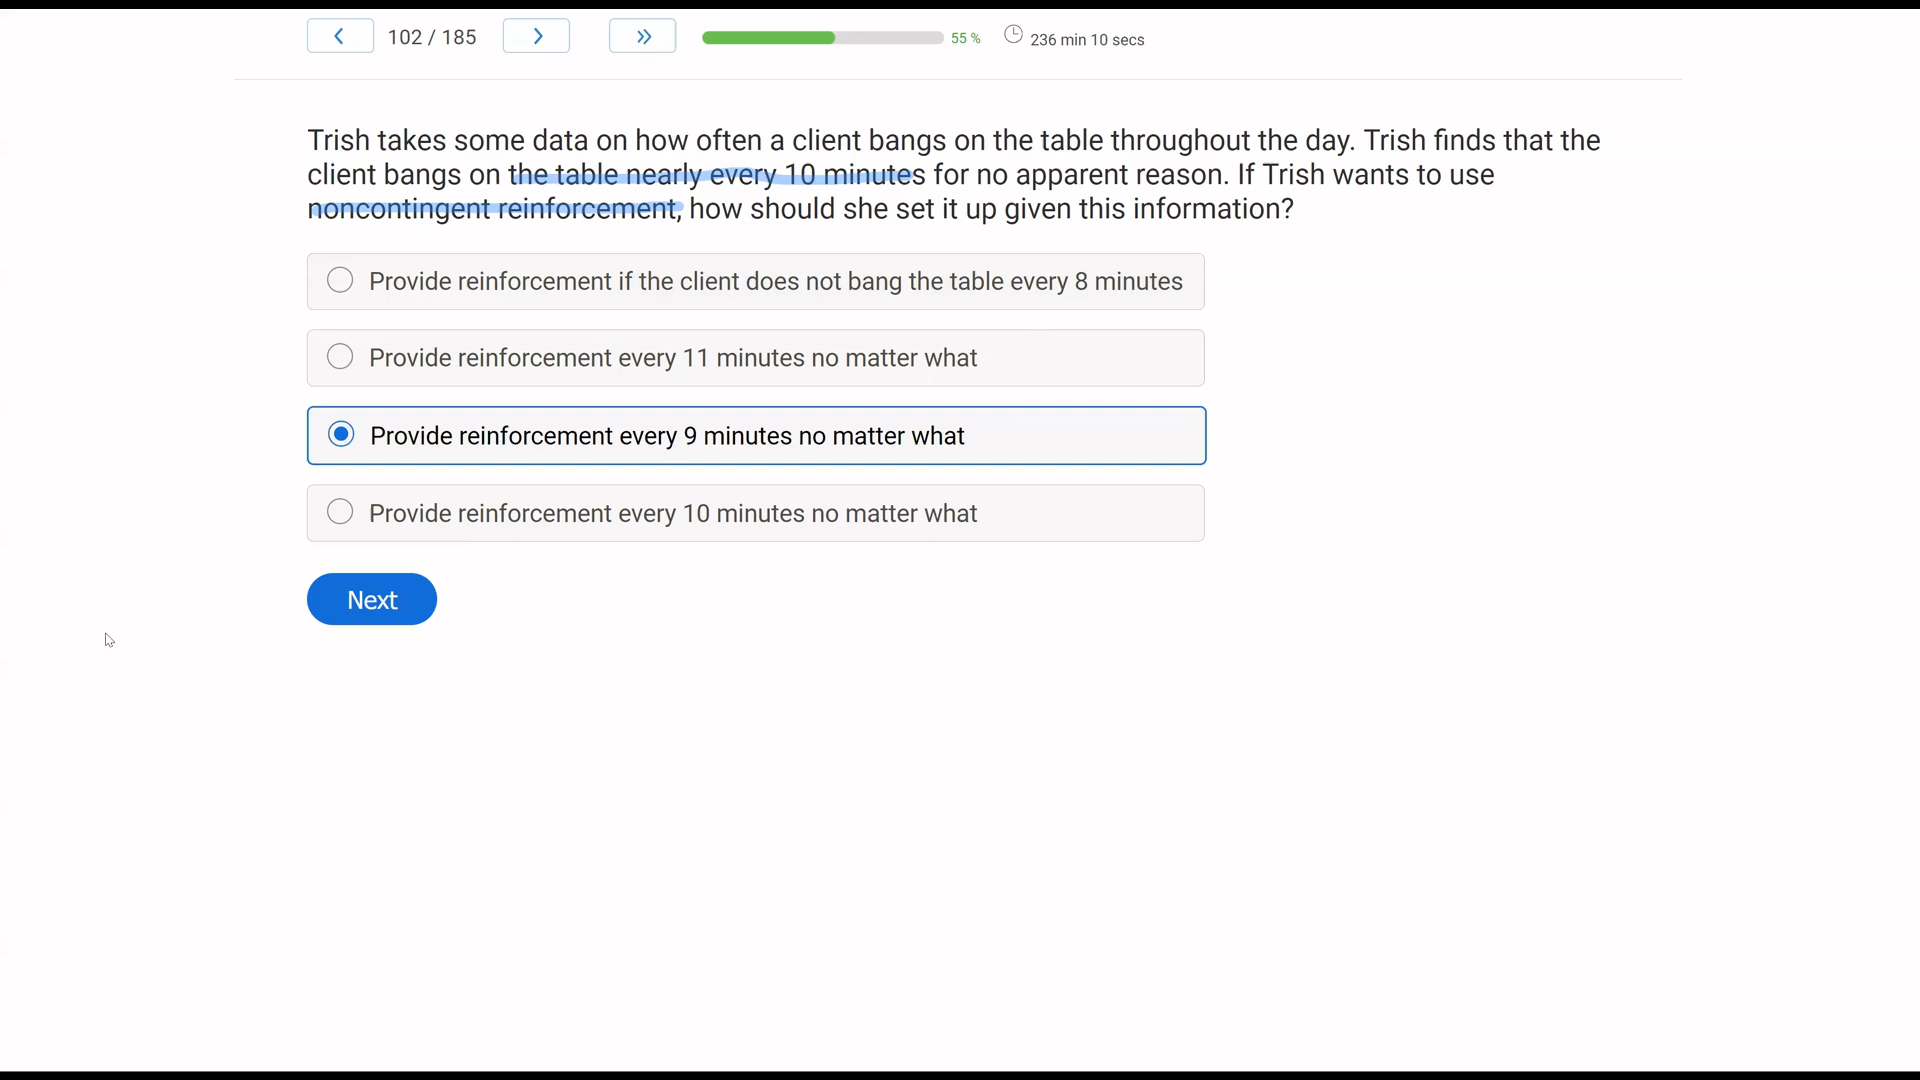 102 / 185
55 %
236 min 10 secs
Trish takes some data on how often a client bangs on the table throughout the day. Trish finds that the
client bangs on the table nearly every 10 minutes for no apparent reason. If Trish wants to use
noncontingent reinforcement, how should she set it up given this information?
Provide reinforcement if the client does not bang the table every 8 minutes
Provide reinforcement every 11 minutes no matter what
Provide reinforcement every 9 minutes no matter what
Provide reinforcement every 10 minutes no matter what
Next